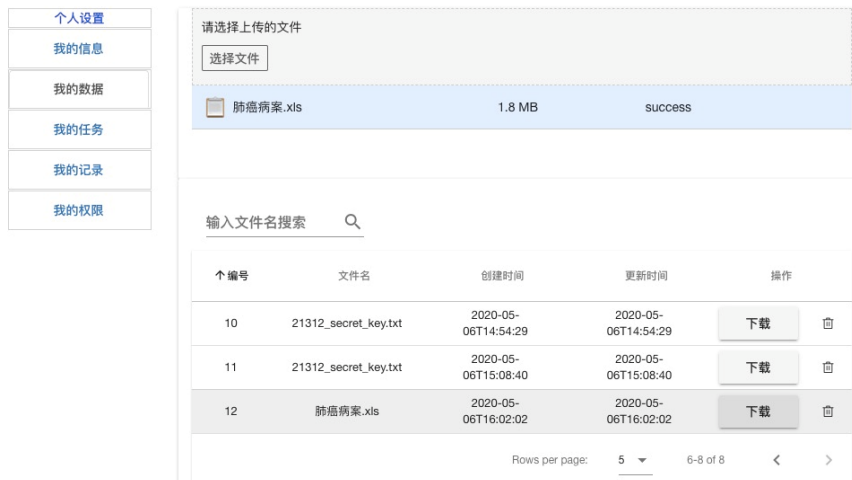 个人设置
我的信息
我的数据
我的任务
我的记录
我的权限
请选择上传的文件
选择文件
肺癌病案.xls 1.8 MB success
输入文件名搜索
编号 文件名 创建时间 更新时间 操作
10 21312_secret_key.txt 2020-05-06T14:54:29 2020-05-06T14:54:29 下载
11 21312_secret_key.txt 2020-05-06T15:08:40 2020-05-06T15:08:40 下载
12 肺癌病案.xls 2020-05-06T16:02:02 2020-05-06T16:02:02 下载
Rows per page: 5 6-8 of 8